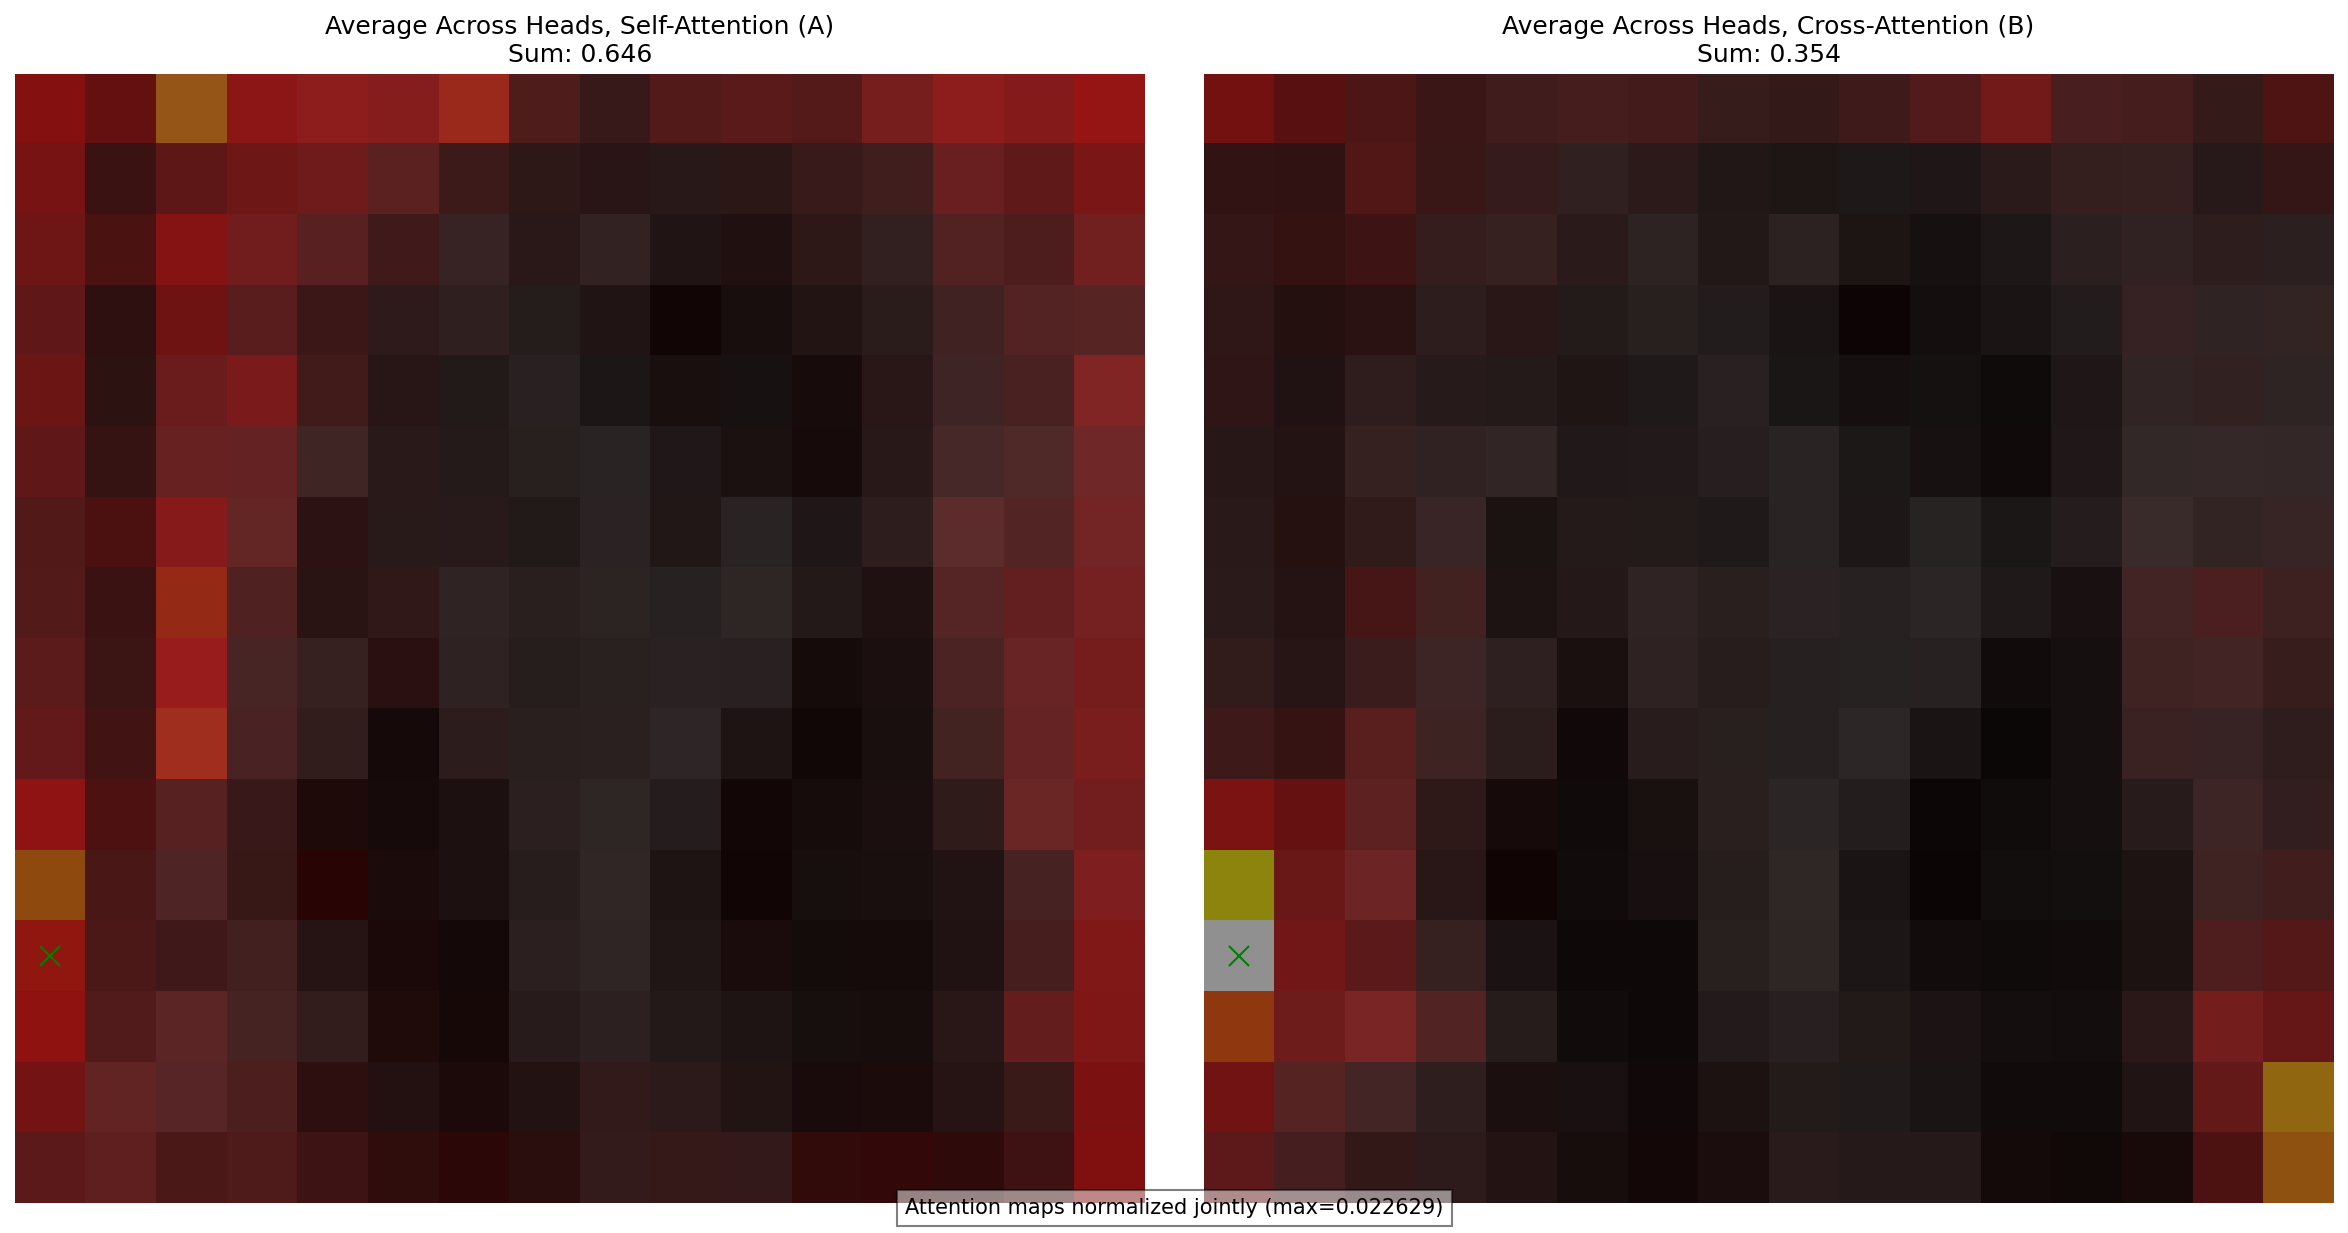 Average Across Heads, Self-Attention (A)
Sum: 0.646
Average Across Heads, Cross-Attention (B)
Sum: 0.354
Attention maps normalized jointly (max=0.022629)